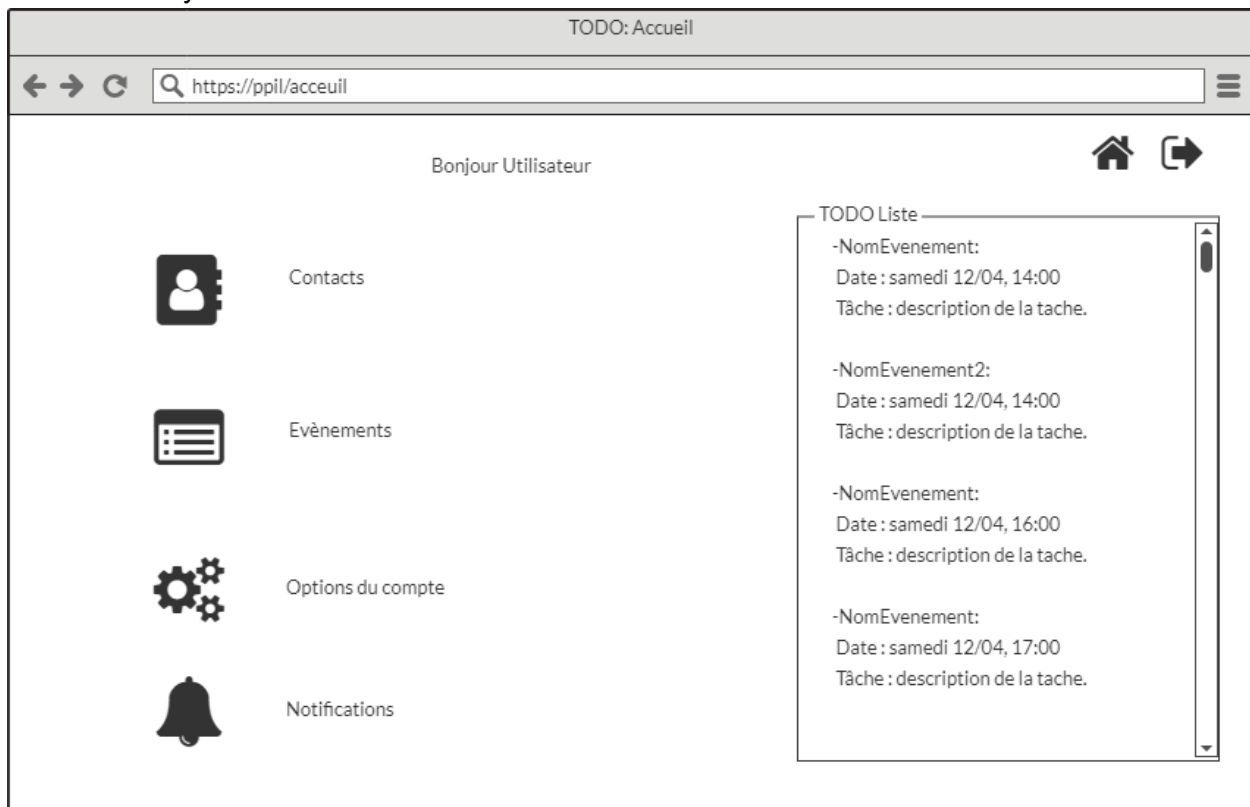 TODO: Accueil
https://ppil/acceuil
Bonjour Utilisateur
Contacts
Evènements
Options du compte
Notifications
TODO Liste
-NomEvenement:
Date : samedi 12/04, 14:00
Tâche : description de la tache.
-NomEvenement2:
Date : samedi 12/04, 14:00
Tâche : description de la tache.
-NomEvenement:
Date : samedi 12/04, 16:00
Tâche : description de la tache.
-NomEvenement:
Date : samedi 12/04, 17:00
Tâche : description de la tache.